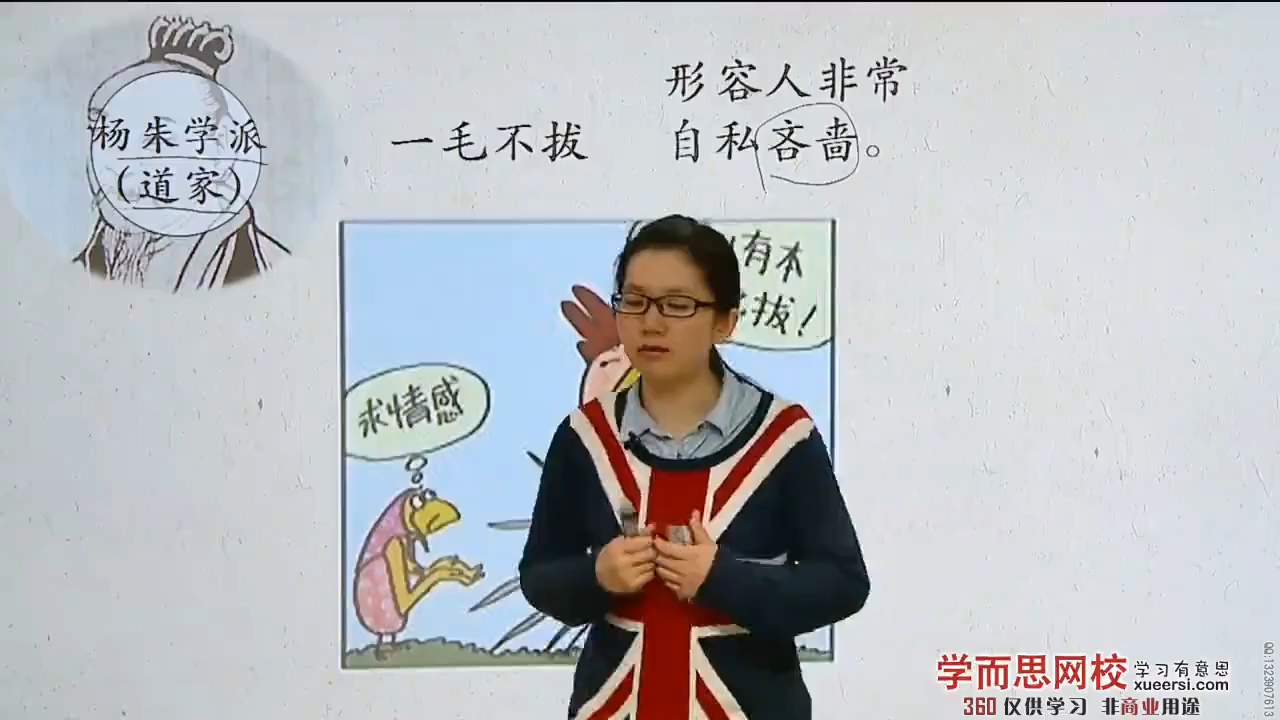 杨朱学派
（道家）
一毛不拔
形容人非常
自私吝啬。
有本
拔！
求情感
学而思网校
学习有意思
xueersi.com
360 仅供学习 非商业用途
QQ:132390761